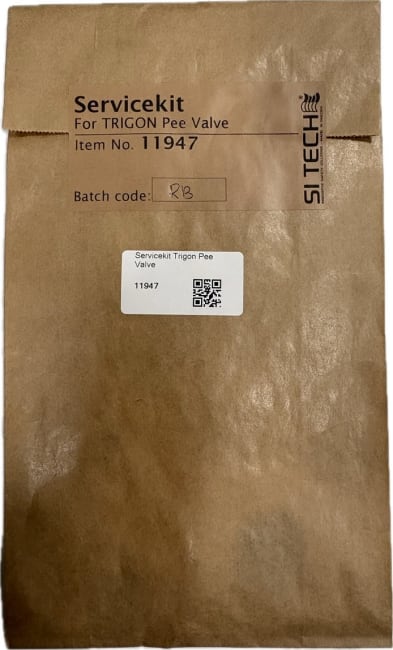 Servicekit
For TRIGON Pee Valve
Item No. 11947
Batch code: RB
SI TECH
Servicekit Trigon Pee
Valve
11947